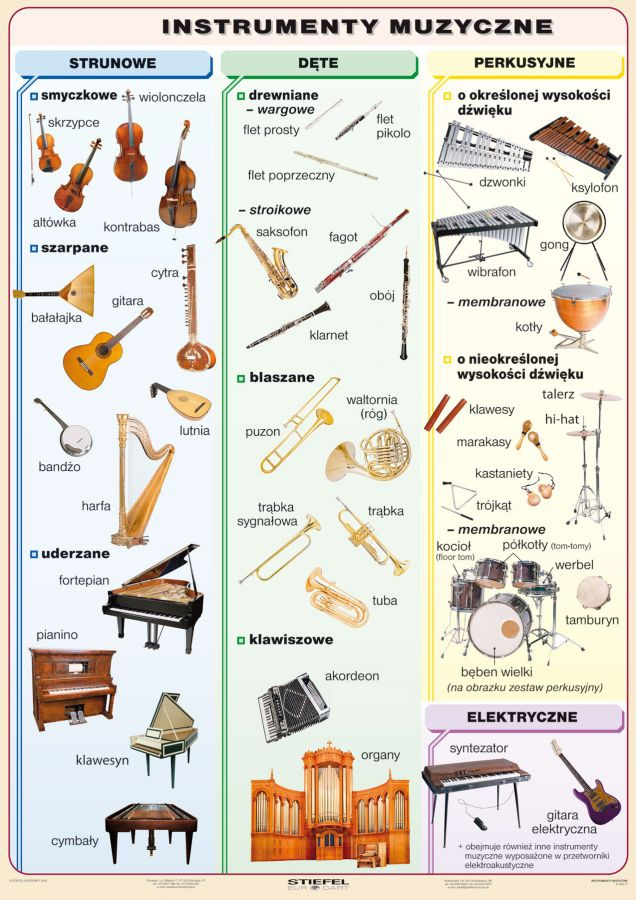 INSTRUMENTY MUZYCZNE
STRUNOWE
smyczkowe
wiolonczela
skrzypce
altówka
kontrabas
szarpane
cytra
gitara
bałałajka
lutnia
bandżo
harfa
uderzane
fortepian
pianino
klawesyn
cymbały
DĘTE
drewniane
– wargowe
flet prosty
flet
pikolo
flet poprzeczny
– stroikowe
saksofon
fagot
obój
klarnet
blaszane
waltornia
(róg)
puzon
trąbka
sygnałowa
trąbka
tuba
klawiszowe
akordeon
organy
PERKUSYJNE
o określonej wysokości
dźwięku
dzwonki
ksylofon
gong
wibrafon
– membranowe
kotły
o nieokreślonej
wysokości dźwięku
talerz
klawesy
hi-hat
marakasy
kastaniety
trójkąt
– membranowe
kocioł
(floor tom)
półkotły (tom-tomy)
werbel
tamburyn
bęben wielki
(na obrazku zestaw perkusyjny)
ELEKTRYCZNE
syntezator
gitara
elektryczna
+ obejmuje również inne instrumenty
muzyczne wyposażone w przetworniki
elektroakustyczne
STIEFEL
EUROCART
INSTRUMENTY MUZYCZNE